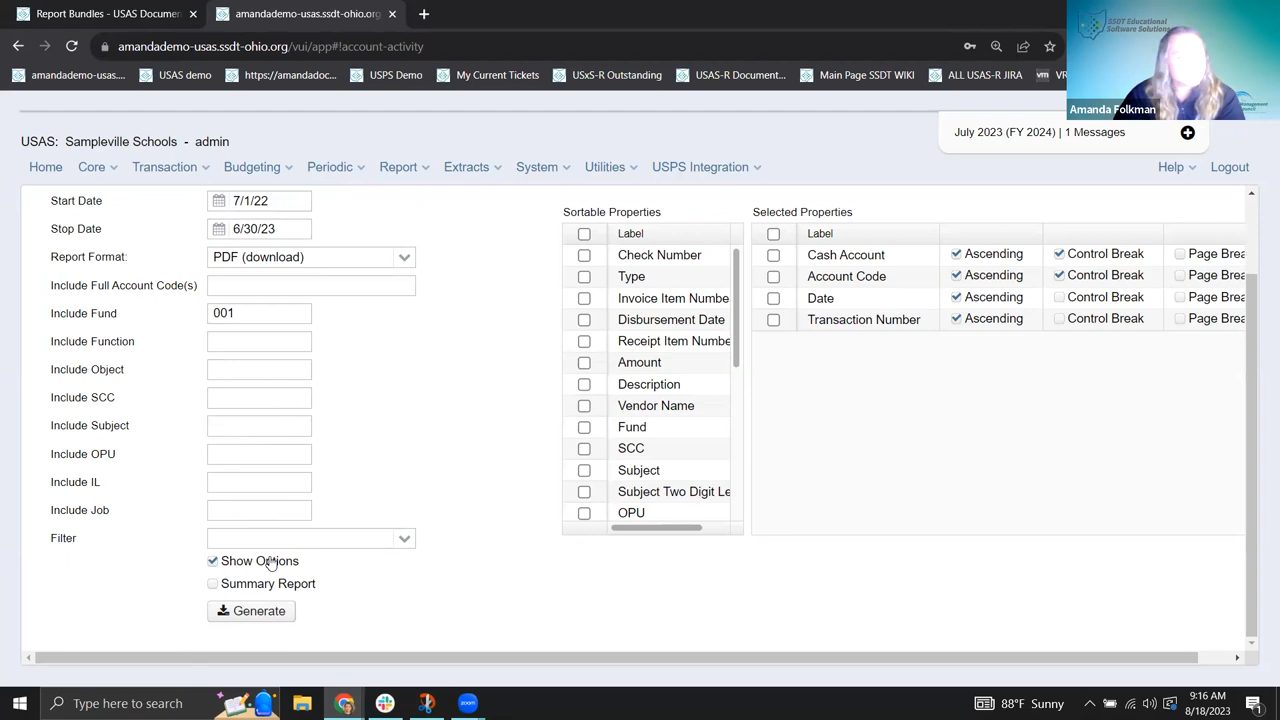 Report Bundles - USAS Documen
amandademo-usas.ssdt-ohio.org
amandademo-usas.ssdt-ohio.org/vui/app#!account-activity
amandademo-usas....
USAS demo
https://amandadoc...
USPS Demo
My Current Tickets
USxS-R Outstanding
USAS-R Document...
Main Page SSDT WIKI
ALL USAS-R JIRA
vm
VR
SSDT Educational
Software Solutions
Amanda Folkman
USAS: Sampleville Schools - admin
July 2023 (FY 2024) | 1 Messages
Home
Core
Transaction
Budgeting
Periodic
Report
Extracts
System
Utilities
USPS Integration
Help
Logout
Start Date
7/1/22
Stop Date
6/30/23
Report Format:
PDF (download)
Include Full Account Code(s)
Include Fund
001
Include Function
Include Object
Include SCC
Include Subject
Include OPU
Include IL
Include Job
Filter
Show Options
Summary Report
Generate
Sortable Properties
Label
Check Number
Type
Invoice Item Numbe
Disbursement Date
Receipt Item Numbe
Amount
Description
Vendor Name
Fund
SCC
Subject
Subject Two Digit Le
OPU
Selected Properties
Label
Cash Account
Ascending
Control Break
Page Brea
Account Code
Ascending
Control Break
Page Brea
Date
Ascending
Control Break
Page Brea
Transaction Number
Ascending
Control Break
Page Brea
Type here to search
88°F Sunny
9:16 AM
8/18/2023
1